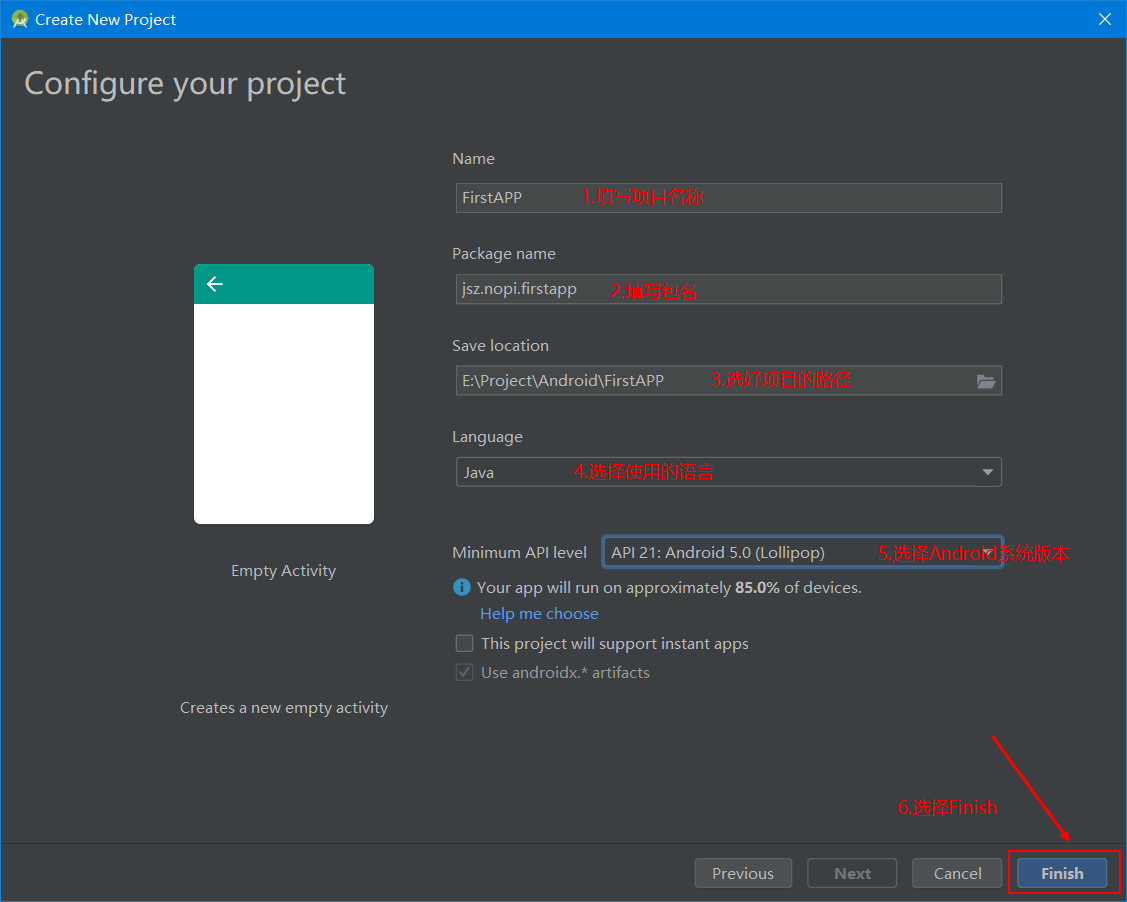 Create New Project
Configure your project
Name
FirstAPP 1.填写项目名称
Package name
jsz.nopi.firstapp 2.填写包名
Save location
E:\Project\Android\FirstAPP 3.选好项目的路径
Language
Java 4.选择使用的语言
Minimum API level API 21: Android 5.0 (Lollipop) 5.选择Android系统版本
Your app will run on approximately 85.0% of devices.
Help me choose
This project will support instant apps
Use androidx.* artifacts
Empty Activity
Creates a new empty activity
6.选择Finish
Previous Next Cancel Finish